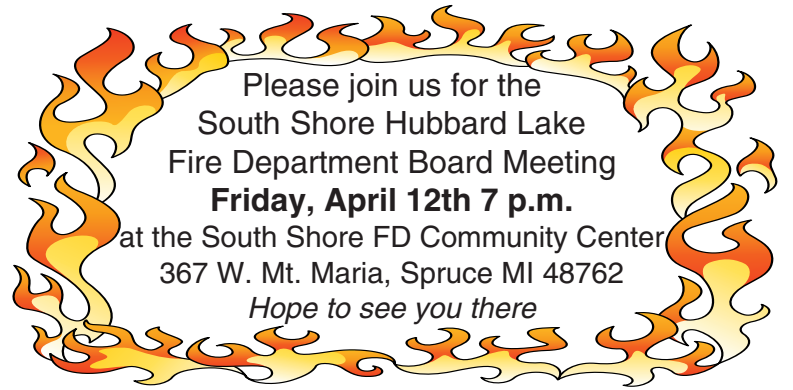 Please join us for the
South Shore Hubbard Lake
Fire Department Board Meeting
Friday, April 12th 7 p.m.
at the South Shore FD Community Center
367 W. Mt. Maria, Spruce MI 48762
Hope to see you there